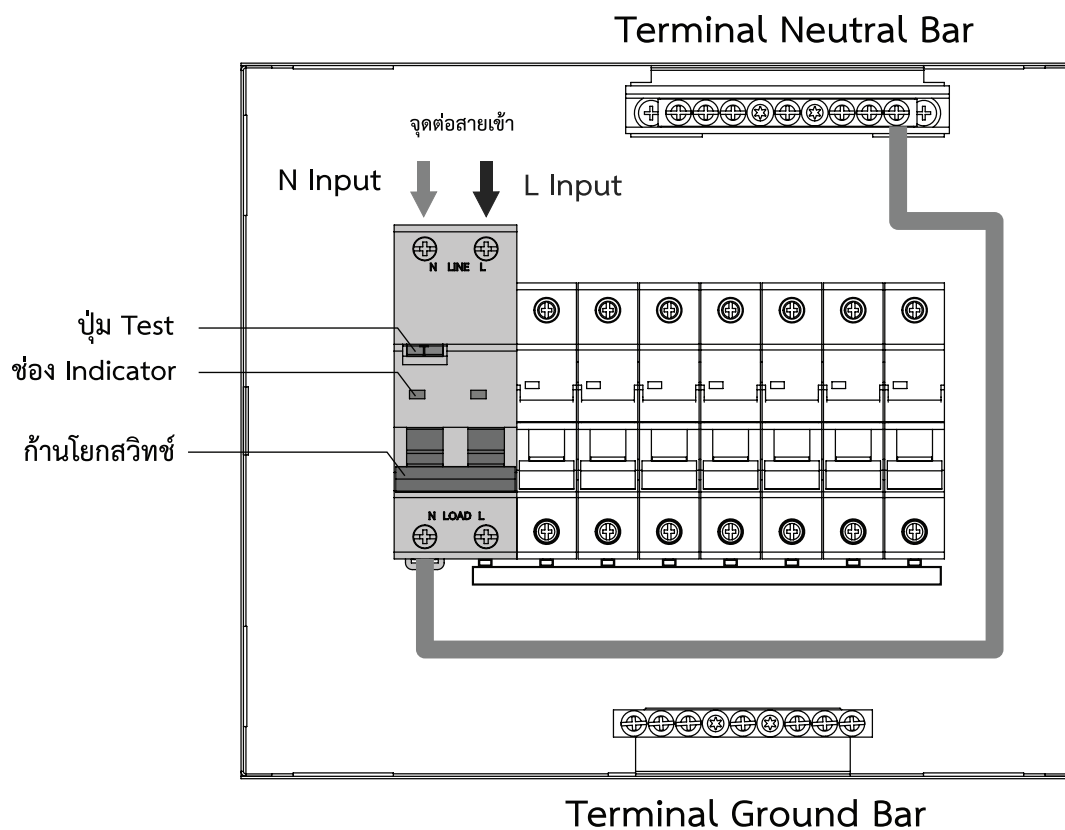 Terminal Neutral Bar
จุดต่อสายเข้า
N Input
L Input
N LINE L
ปุ่ม Test
ช่อง Indicator
ก้านโยกสวิทช์
N LOAD L
Terminal Ground Bar